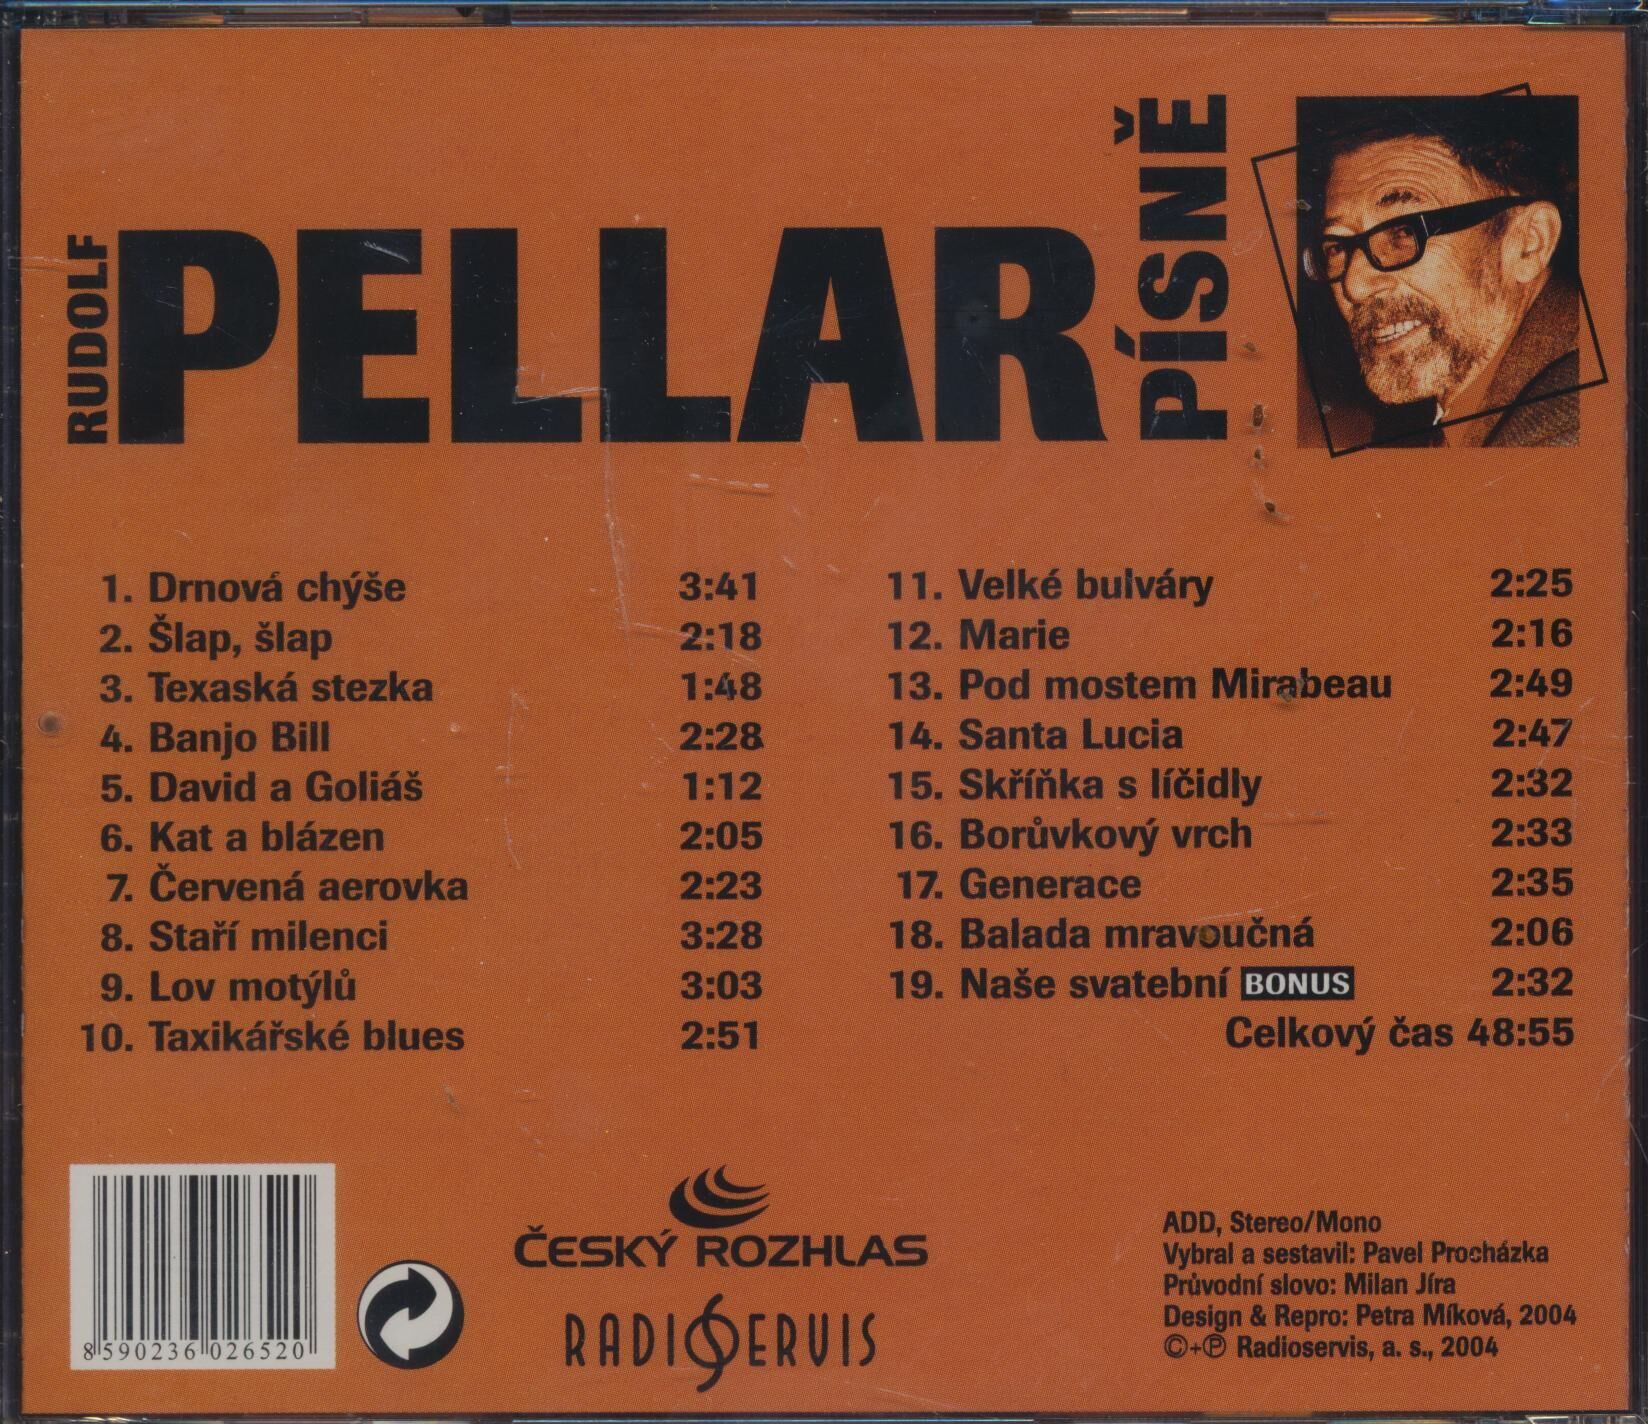 RUDOLF
PELLAR
PÍSNĚ
1. Drnová chýše 3:41
2. Šlap, šlap 2:18
3. Texaská stezka 1:48
4. Banjo Bill 2:28
5. David a Goliáš 1:12
6. Kat a blázen 2:05
7. Červená aerovka 2:23
8. Staří milenci 3:28
9. Lov motýlů 3:03
10. Taxikářské blues 2:51
11. Velké bulváry 2:25
12. Marie 2:16
13. Pod mostem Mirabeau 2:49
14. Santa Lucia 2:47
15. Skříňka s líčidly 2:32
16. Borůvkový vrch 2:33
17. Generace 2:35
18. Balada mravoučná 2:06
19. Naše svatební BONUS 2:32
Celkový čas 48:55
8 590236 026520
ČESKÝ ROZHLAS
RADIOSERVIS
ADD, Stereo/Mono
Vybral a sestavil: Pavel Procházka
Průvodní slovo: Milan Jíra
Design & Repro: Petra Míková, 2004
©+℗ Radioservis, a. s., 2004